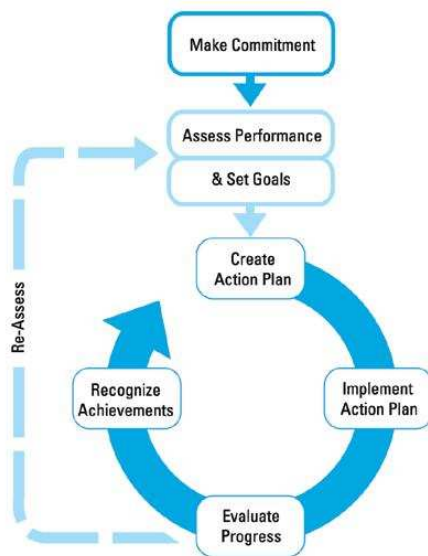 Make Commitment
Assess Performance
& Set Goals
Create
Action Plan
Implement
Action Plan
Evaluate
Progress
Recognize
Achievements
Re-Assess